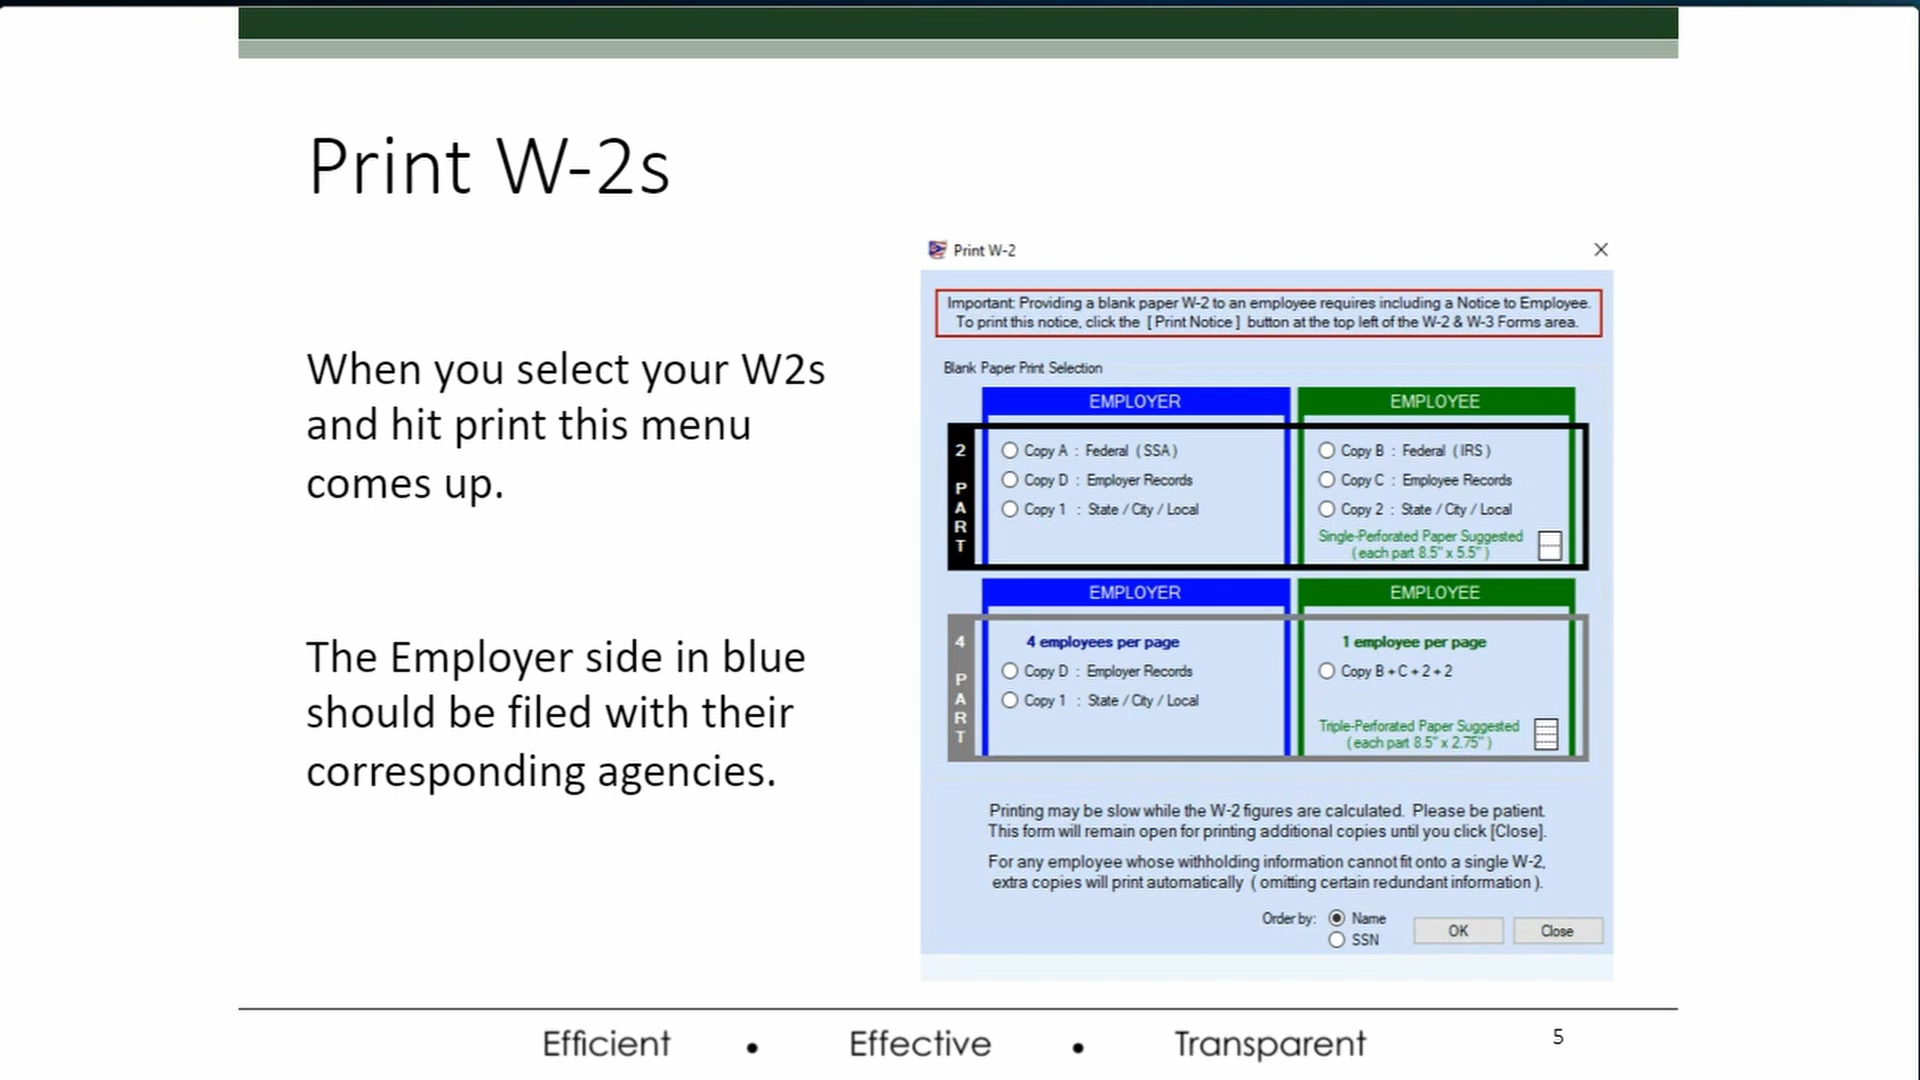 Print W-2s
When you select your W2s
and hit print this menu
comes up.
The Employer side in blue
should be filed with their
corresponding agencies.
Print W-2
Important: Providing a blank paper W-2 to an employee requires including a Notice to Employee.
To print this notice, click the [ Print Notice ] button at the top left of the W-2 & W-3 Forms area.
Blank Paper Print Selection
EMPLOYER
EMPLOYEE
2 PART
Copy A : Federal ( SSA )
Copy D : Employer Records
Copy 1 : State / City / Local
Copy B : Federal ( IRS )
Copy C : Employee Records
Copy 2 : State / City / Local
Single-Perforated Paper Suggested
( each part 8.5" x 5.5" )
EMPLOYER
EMPLOYEE
4 PART
4 employees per page
Copy D : Employer Records
Copy 1 : State / City / Local
1 employee per page
Copy B + C + 2 + 2
Triple-Perforated Paper Suggested
( each part 8.5" x 2.75" )
Printing may be slow while the W-2 figures are calculated. Please be patient.
This form will remain open for printing additional copies until you click [Close].
For any employee whose withholding information cannot fit onto a single W-2,
extra copies will print automatically ( omitting certain redundant information ).
Order by: Name
SSN
OK
Close
Efficient • Effective • Transparent
5